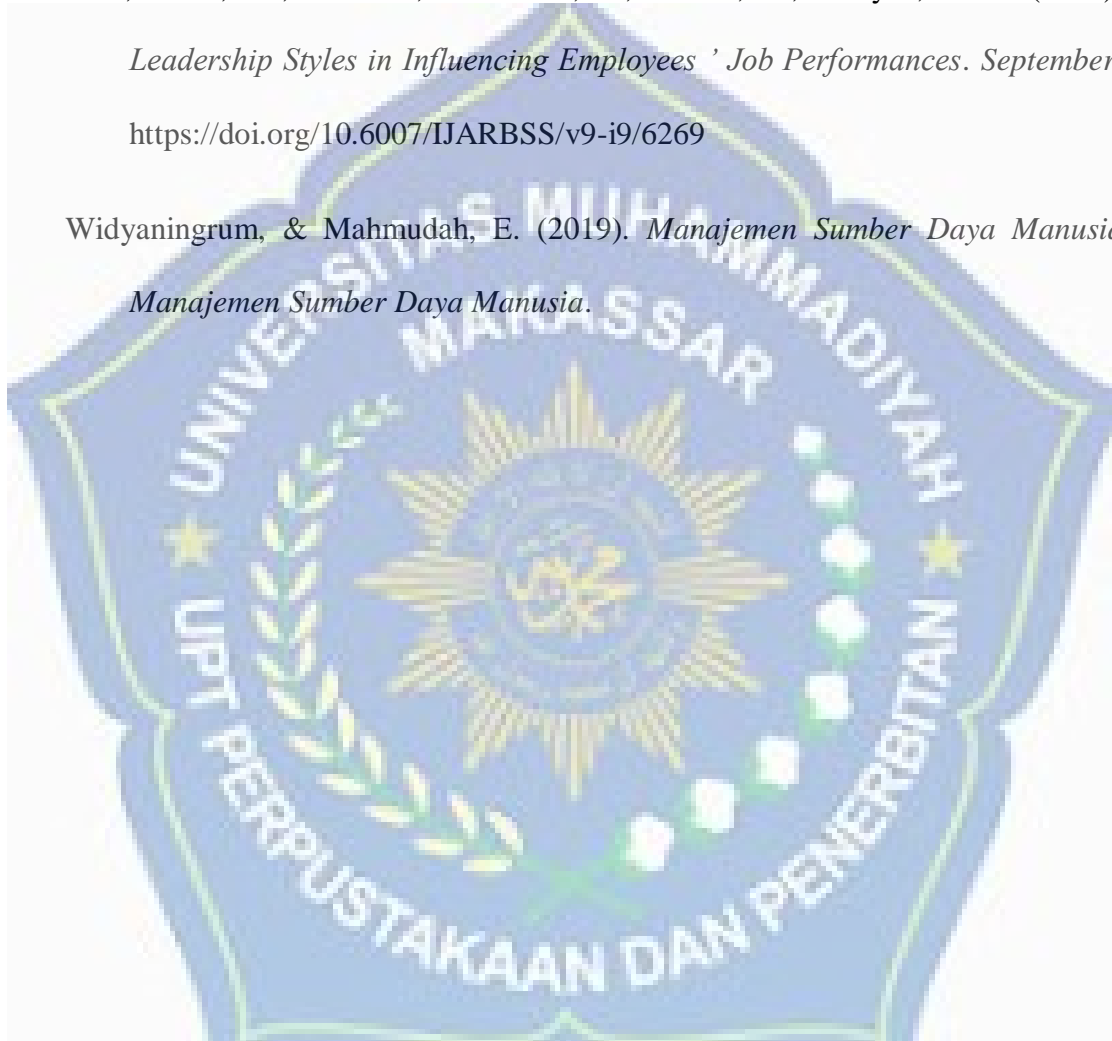 Leadership Styles in Influencing Employees ’ Job Performances. September.
https://doi.org/10.6007/IJARBSS/v9-i9/6269
Widyaningrum, & Mahmudah, E. (2019). Manajemen Sumber Daya Manusia
Manajemen Sumber Daya Manusia.
UNIVERSITAS MUHAMMADIYAH
MAKASSAR
UPT PERPUSTAKAAN DAN PENERBITAN